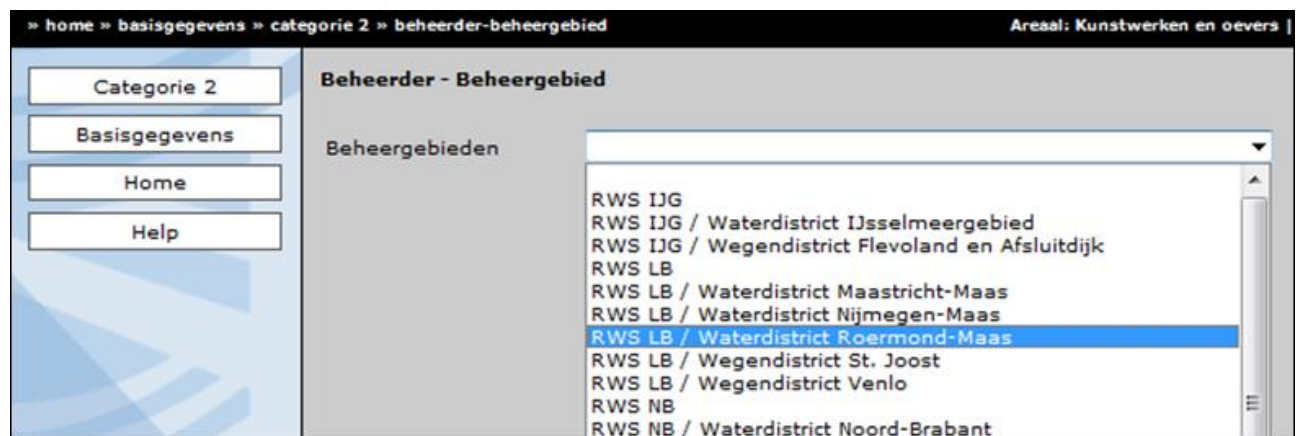 » home » basisgegevens » categorie 2 » beheerder-beheergebied
Areaal: Kunstwerken en oevers |
Categorie 2
Basisgegevens
Home
Help
Beheerder - Beheergebied
Beheergebieden
RWS IJG
RWS IJG / Waterdistrict IJsselmeergebied
RWS IJG / Wegendistrict Flevoland en Afsluitdijk
RWS LB
RWS LB / Waterdistrict Maastricht-Maas
RWS LB / Waterdistrict Nijmegen-Maas
RWS LB / Waterdistrict Roermond-Maas
RWS LB / Wegendistrict St. Joost
RWS LB / Wegendistrict Venlo
RWS NB
RWS NB / Waterdistrict Noord-Brabant